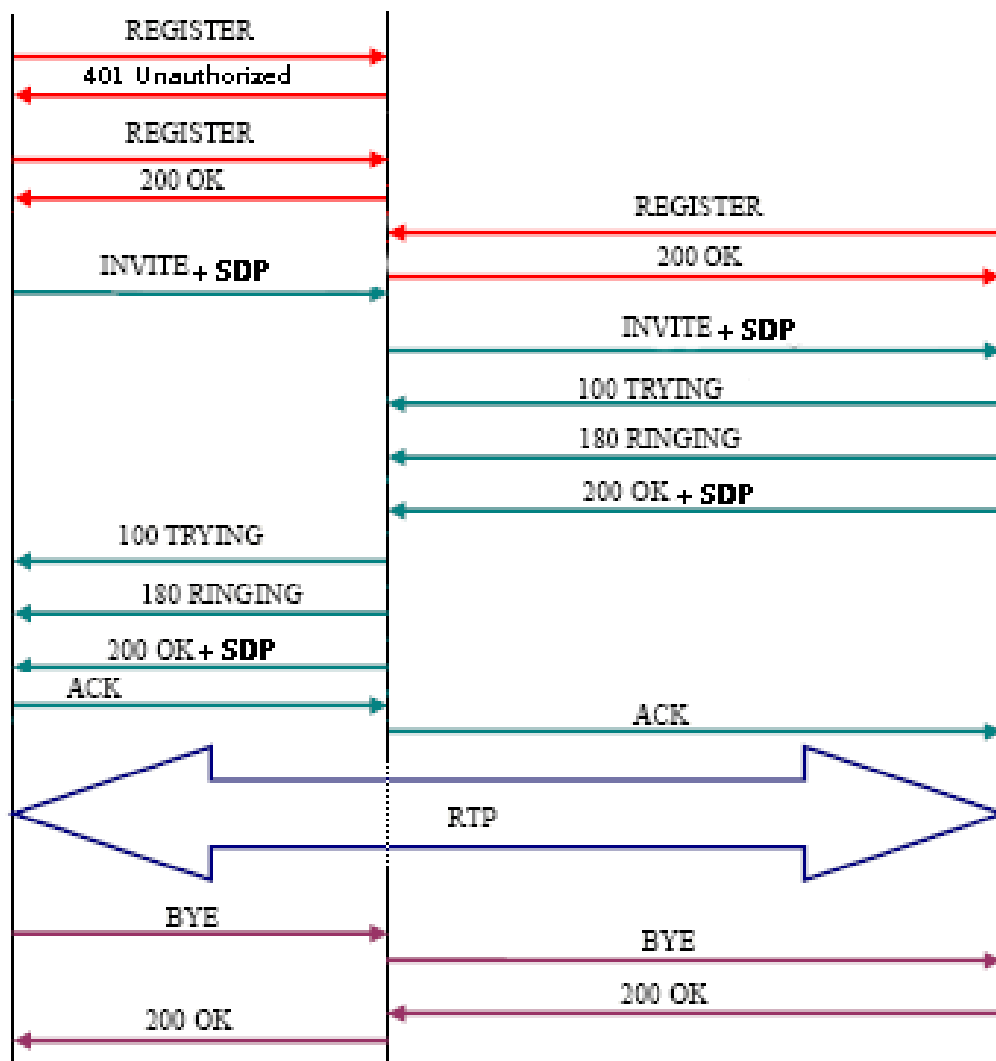 REGISTER
401 Unauthorized
REGISTER
200 OK
REGISTER
200 OK
INVITE + SDP
INVITE + SDP
100 TRYING
180 RINGING
200 OK + SDP
100 TRYING
180 RINGING
200 OK + SDP
ACK
ACK
RTP
BYE
BYE
200 OK
200 OK